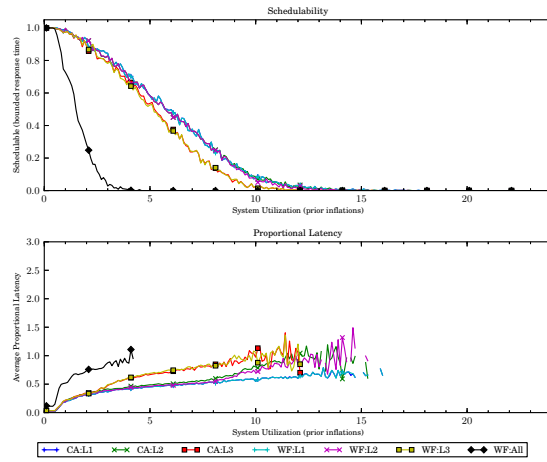 Schedulability
Schedulable (bounded response time)
1.0
0.8
0.6
0.4
0.2
0.0
0 5 10 15 20
System Utilization (prior inflations)
Proportional Latency
Average Proportional Latency
3.0
2.5
2.0
1.5
1.0
0.5
0.0
0 5 10 15 20
System Utilization (prior inflations)
CA:L1 CA:L2 CA:L3 WF:L1 WF:L2 WF:L3 WF:All